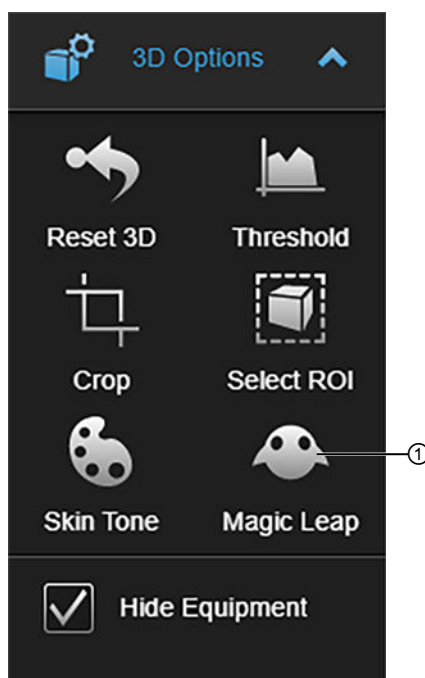 3D Options
Reset 3D Threshold
Crop Select ROI
①
Skin Tone Magic Leap
Hide Equipment